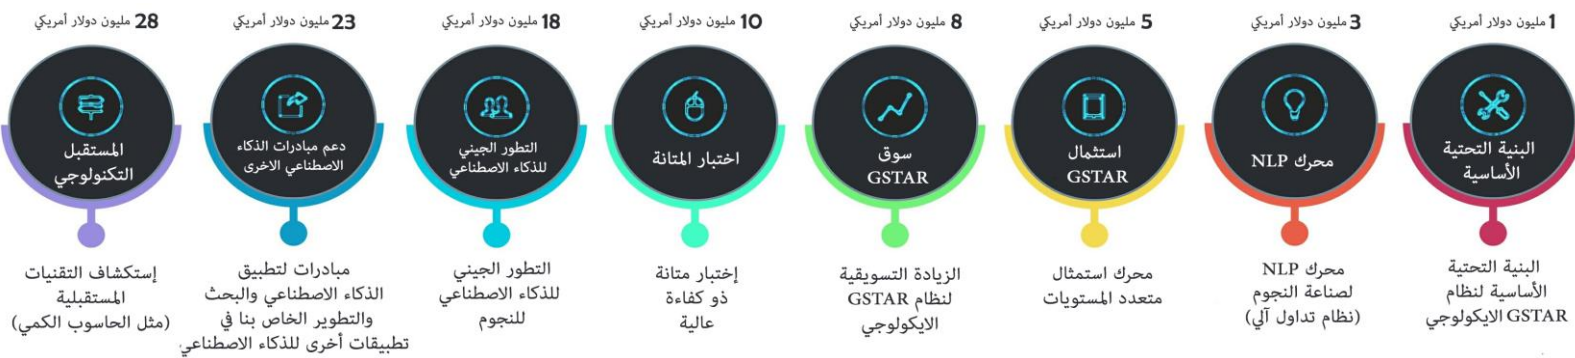 1 مليون دولار أمريكي
البنية التحتية
الأساسية
البنية التحتية
الأساسية لنظام
GSTAR الايكولوجي
3 مليون دولار أمريكي
محرك NLP
محرك NLP
لصناعة النجوم
(نظام تداول آلي)
5 مليون دولار أمريكي
استثمال
GSTAR
محرك استمثال
متعدد المستويات
8 مليون دولار أمريكي
سوق
GSTAR
الزيادة التسويقية
لنظام GSTAR
الايكولوجي
10 مليون دولار أمريكي
اختبار المتانة
إختبار متانة
ذو كفاءة
عالية
18 مليون دولار أمريكي
التطور الجيني
للذكاء الاصطناعي
التطور الجيني
للذكاء الاصطناعي
للنجوم
23 مليون دولار أمريكي
دعم مبادرات الذكاء
الاصطناعي الاخرى
مبادرات لتطبيق
الذكاء الاصطناعي والبحث
والتطوير الخاص بنا في
تطبيقات أخرى للذكاء الاصطناعي
28 مليون دولار أمريكي
المستقبل
التكنولوجي
إستكشاف التقنيات
المستقبلية
(مثل الحاسوب الكمي)